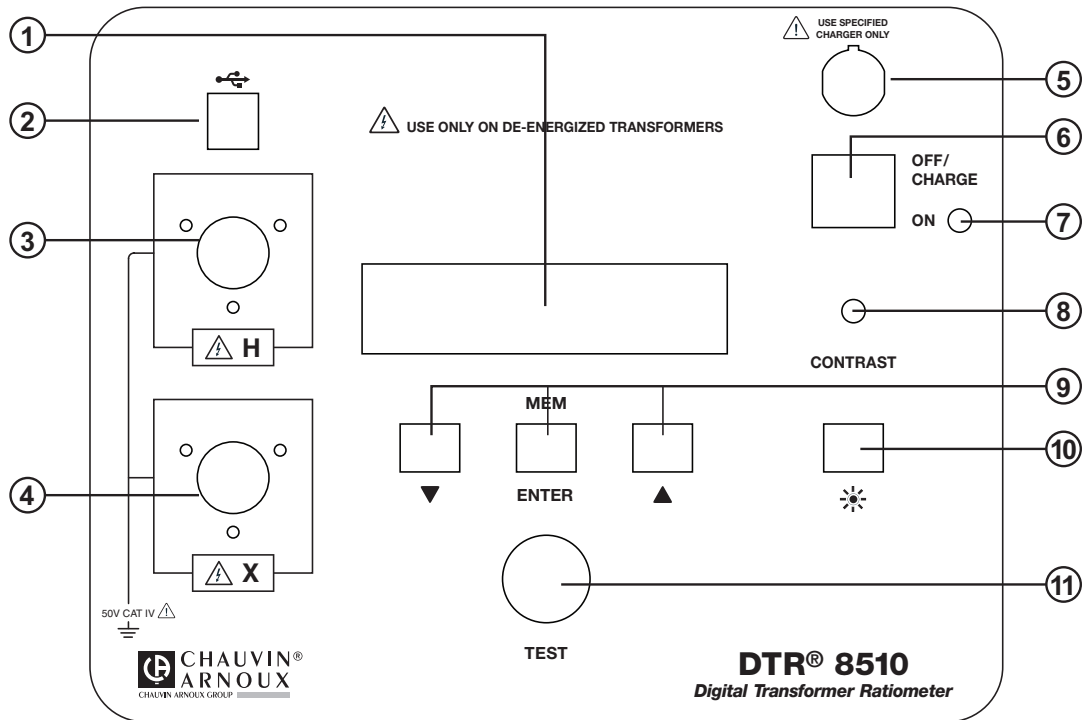 USE SPECIFIED
CHARGER ONLY
1
2
5
USE ONLY ON DE-ENERGIZED TRANSFORMERS
6
OFF/
CHARGE
ON
7
3
H
8
CONTRAST
9
MEM
10
ENTER
4
X
11
50V CAT IV
TEST
CHAUVIN®
ARNOUX
CHAUVIN ARNOUX GROUP
DTR® 8510
Digital Transformer Ratiometer